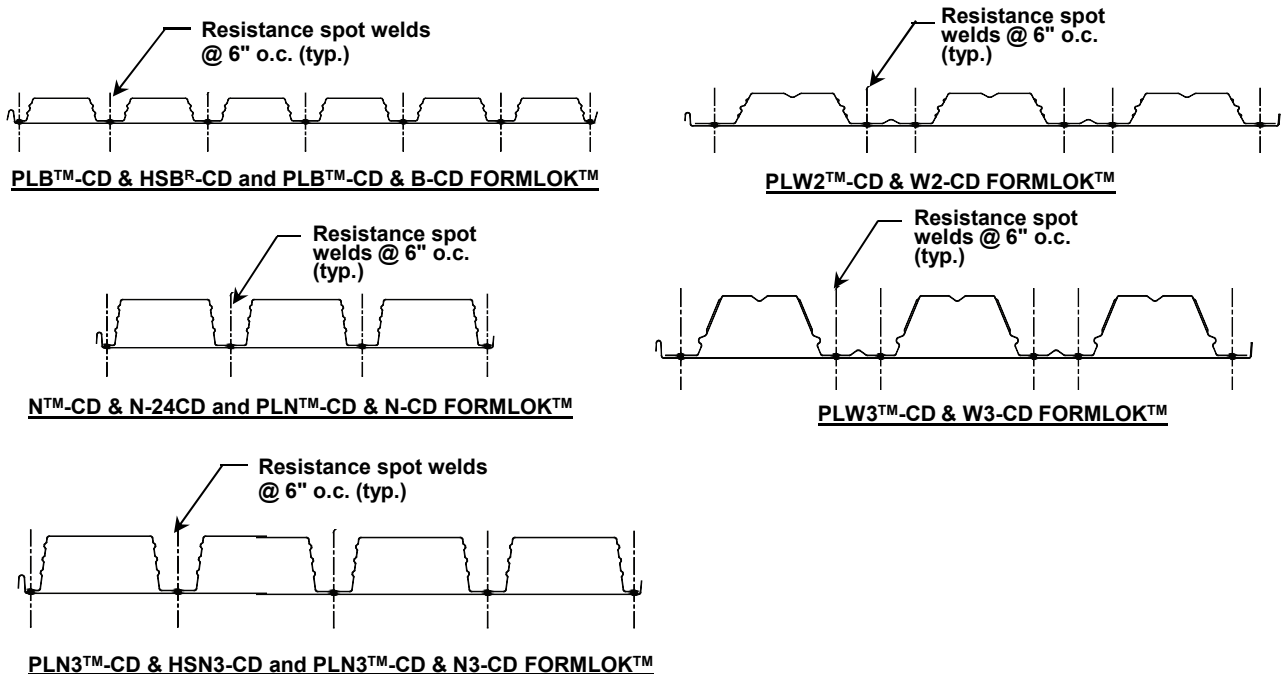 Resistance spot welds
@ 6" o.c. (typ.)
PLB™-CD & HSBᴿ-CD and PLB™-CD & B-CD FORMLOK™
Resistance spot
welds @ 6" o.c.
(typ.)
PLW2™-CD & W2-CD FORMLOK™
Resistance spot
welds @ 6" o.c.
(typ.)
N™-CD & N-24CD and PLN™-CD & N-CD FORMLOK™
Resistance spot
welds @ 6" o.c.
(typ.)
PLW3™-CD & W3-CD FORMLOK™
Resistance spot welds
@ 6" o.c. (typ.)
PLN3™-CD & HSN3-CD and PLN3™-CD & N3-CD FORMLOK™